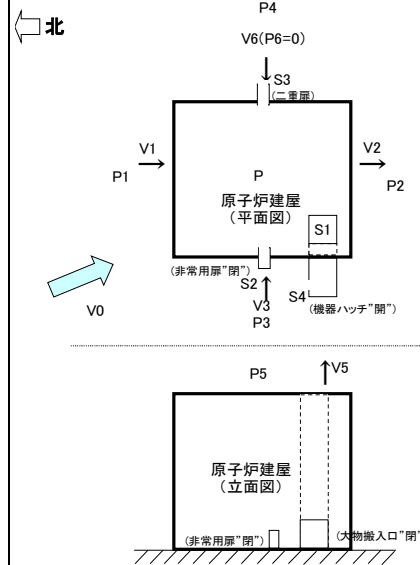 北
P4
V6(P6=0)
S3
(二重扉)
V1
V2
P1
P
P2
原子炉建屋
(平面図)
S1
(非常用扉"閉")
S2
S4
(機器ハッチ"開")
V0
V3
P3
P5
V5
原子炉建屋
(立面図)
(非常用扉"閉")
(大物搬入口"閉"